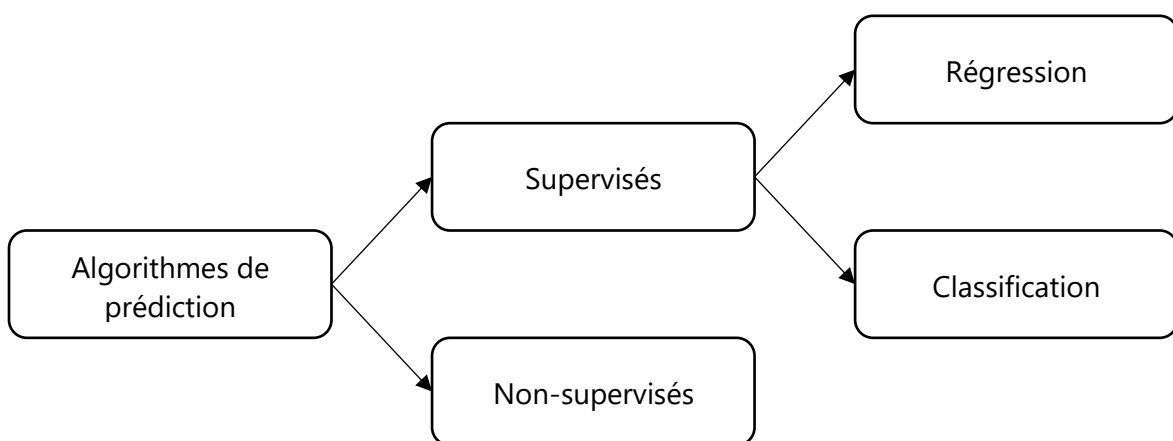 Régression
Supervisés
Algorithmes de
prédiction
Classification
Non-supervisés